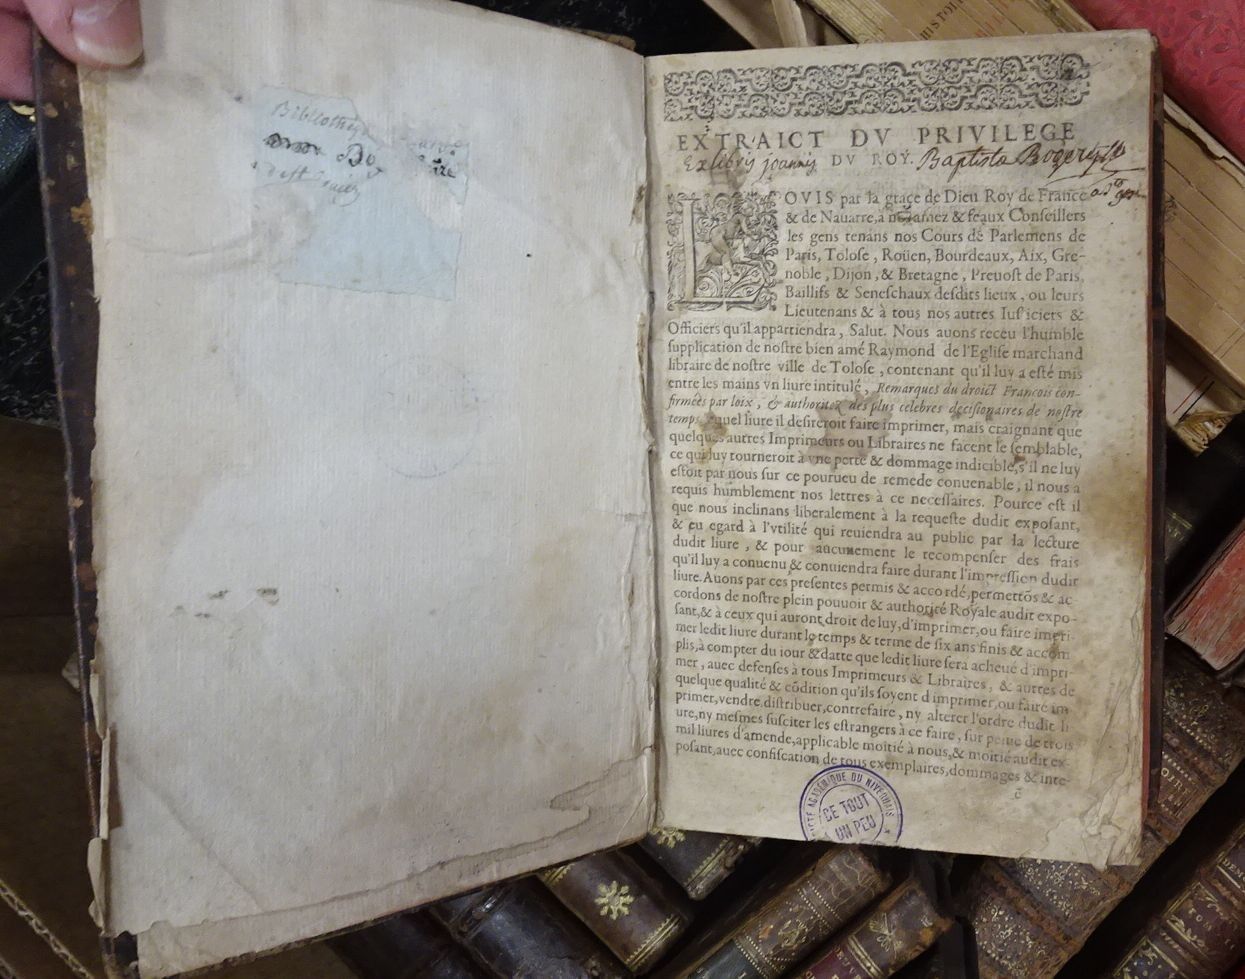 Bibliothe
EXTRAICT DV PRIVILEGE
Ex libris joannis DV ROY. Baptista
LOVIS par la grace de Dieu Roy de France
& de Nauarre, à nos amez & feaux Conseillers
les gens tenans nos Cours de Parlemens de
Paris, Tolose, Roüen, Bourdeaux, Aix, Gre-
noble, Dijon, & Bretagne, Preuost de Paris,
Baillifs & Seneschaux desdits lieux, ou leurs
Lieutenans & à tous nos autres Iusticiers &
Officiers qu'il appartiendra, Salut. Nous auons receu l'humble
supplication de nostre bien amé Raymond de l'Eglise marchand
libraire de nostre ville de Tolose, contenant qu'il luy a esté mis
entre les mains vn liure intitulé, Remarques du droict François con-
firmées par loix, & authoritez des plus celebres decisionaires de nostre
temps, uel liure il desireroit faire imprimer, mais craignant que
quelques autres Imprimeurs ou Libraires ne facent le semblable,
ce qui luy tourneroit à vne perte & dommage indicible, s'il ne luy
estoit par nous sur ce pourueu de remede conuenable, il nous a
requis humblement nos lettres à ce necessaires. Pource est il
que nous inclinans liberalement à la requeste dudit exposant,
& eu egard à l'vtilité qui reuiendra au public par la lecture
dudit liure, & pour aucunement le recompenser des frais
qu'il luy a conuenu & conuiendra faire durant l'impression dudit
liure. Auons par ces presentes permis & accordé, permettōs & ac
cordons de nostre plein pouuoir & authorité Royale audit expo-
sant, & à ceux qui auront droit de luy, d'imprimer, ou faire impri-
mer ledit liure durant le temps & terme de six ans finis & accom
plis, à compter du iour & datte que ledit liure sera acheué d'impri
mer, auec defenses à tous Imprimeurs & Libraires, & autres de
quelque qualité & cōdition qu'ils soyent d'imprimer, ou faire im
primer, vendre, distribuer, contrefaire, ny alterer l'ordre dudit li
ure, ny mesmes susciter les estrangers à ce faire, sur peine de trois
mil liures d'amende, applicable moitié à nous, & moitié audit ex-
posant, auec confiscation de tous exemplaires, dommages & inte-
ē
ACADÉMIQUE DU NIVERNAIS
DE TOUT
UN PEU